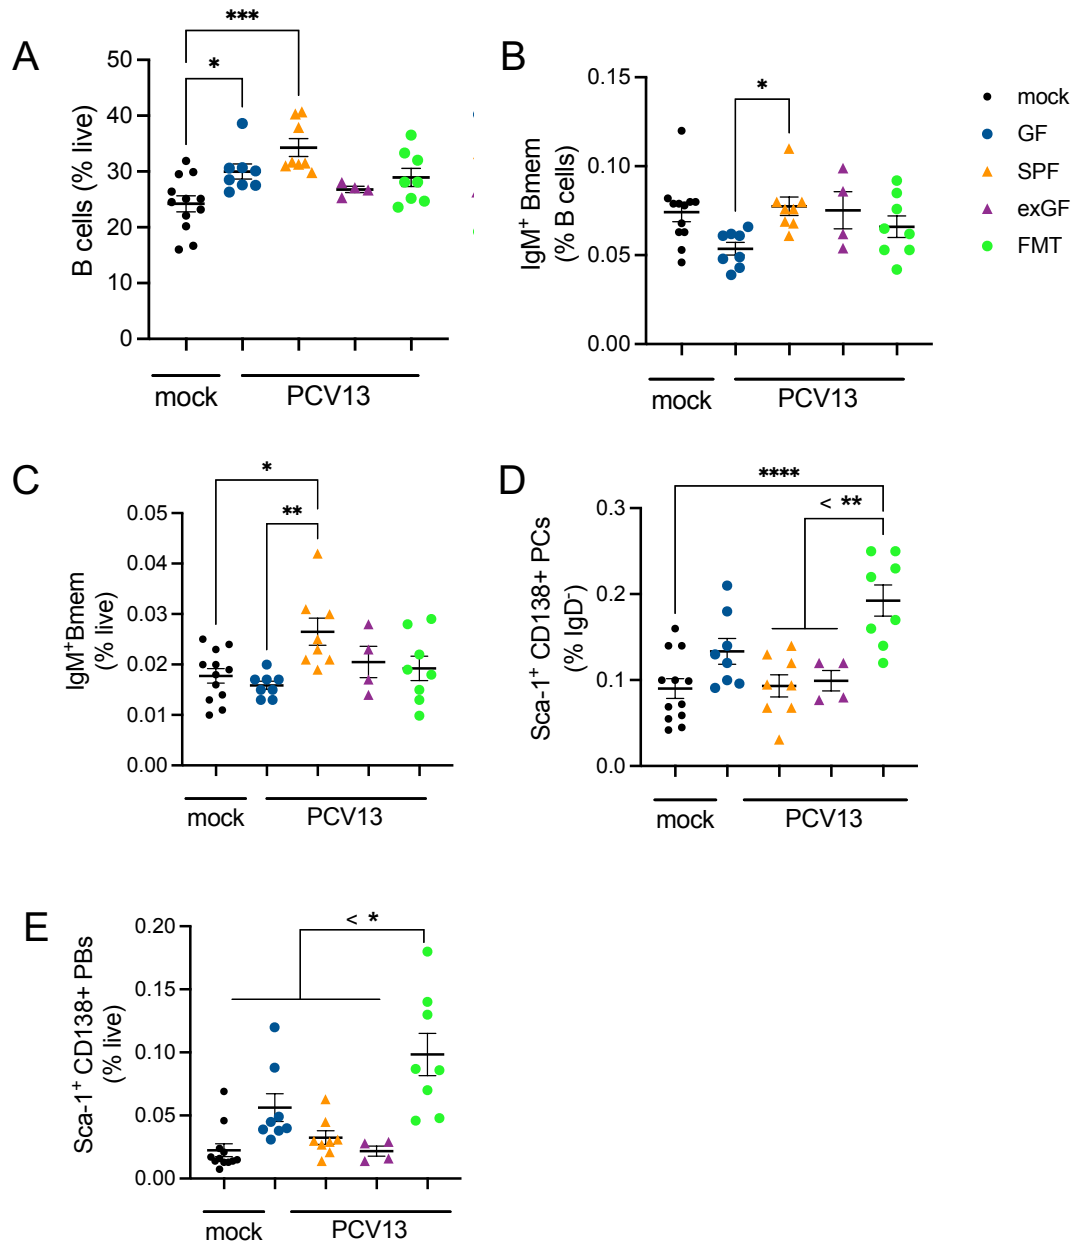 A
***
*
B cells (% live)
50
40
30
20
10
0
mock
PCV13
B
*
IgM⁺ Bmem
(% B cells)
0.15
0.10
0.05
0.00
mock
PCV13
mock
GF
SPF
exGF
FMT
C
*
**
IgM⁺Bmem
(% live)
0.05
0.04
0.03
0.02
0.01
0.00
mock
PCV13
D
****
< **
Sca-1⁺ CD138+ PCs
(% IgD⁻)
0.3
0.2
0.1
0.0
mock
PCV13
E
< *
Sca-1⁺ CD138+ PBs
(% live)
0.20
0.15
0.10
0.05
0.00
mock
PCV13